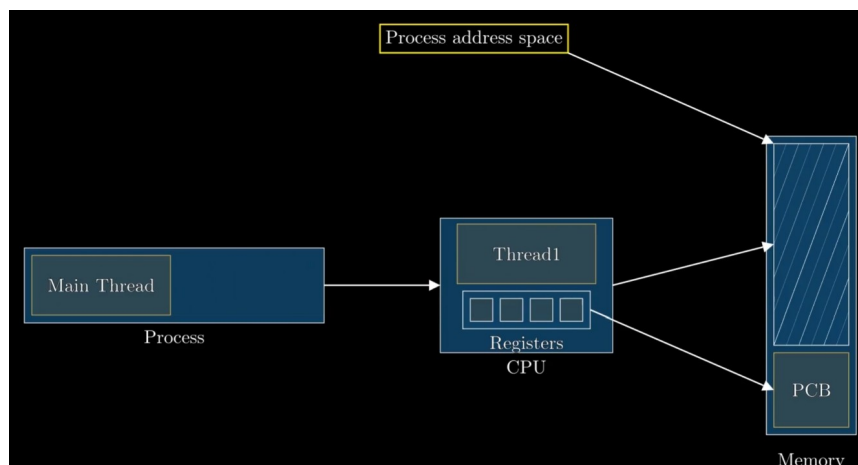 Process address space
Thread1
Main Thread
Process
Registers
CPU
PCB
Memory